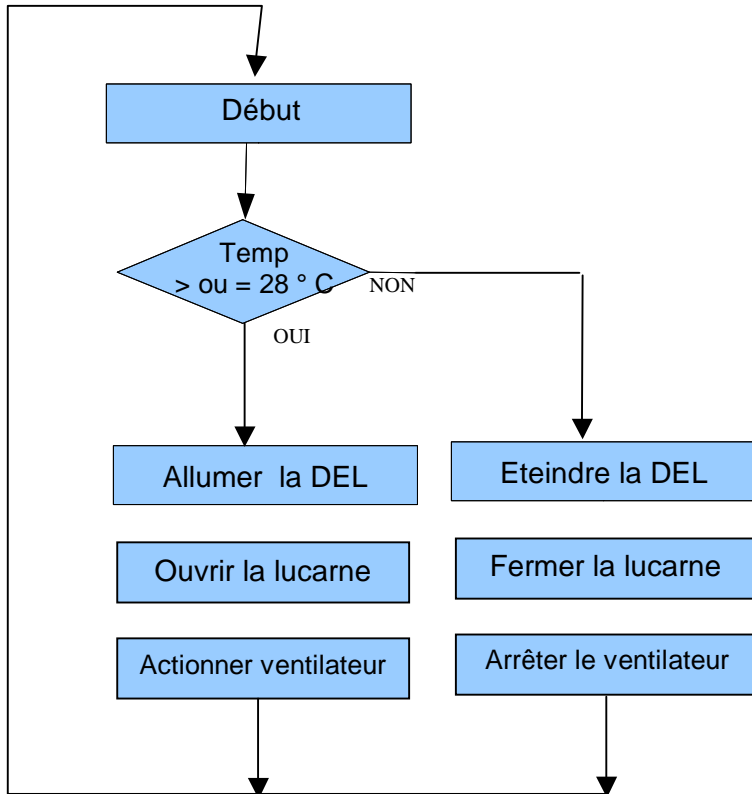 Début
Temp
> ou = 28 ° C
NON
OUI
Allumer la DEL
Eteindre la DEL
Ouvrir la lucarne
Fermer la lucarne
Actionner ventilateur
Arrêter le ventilateur